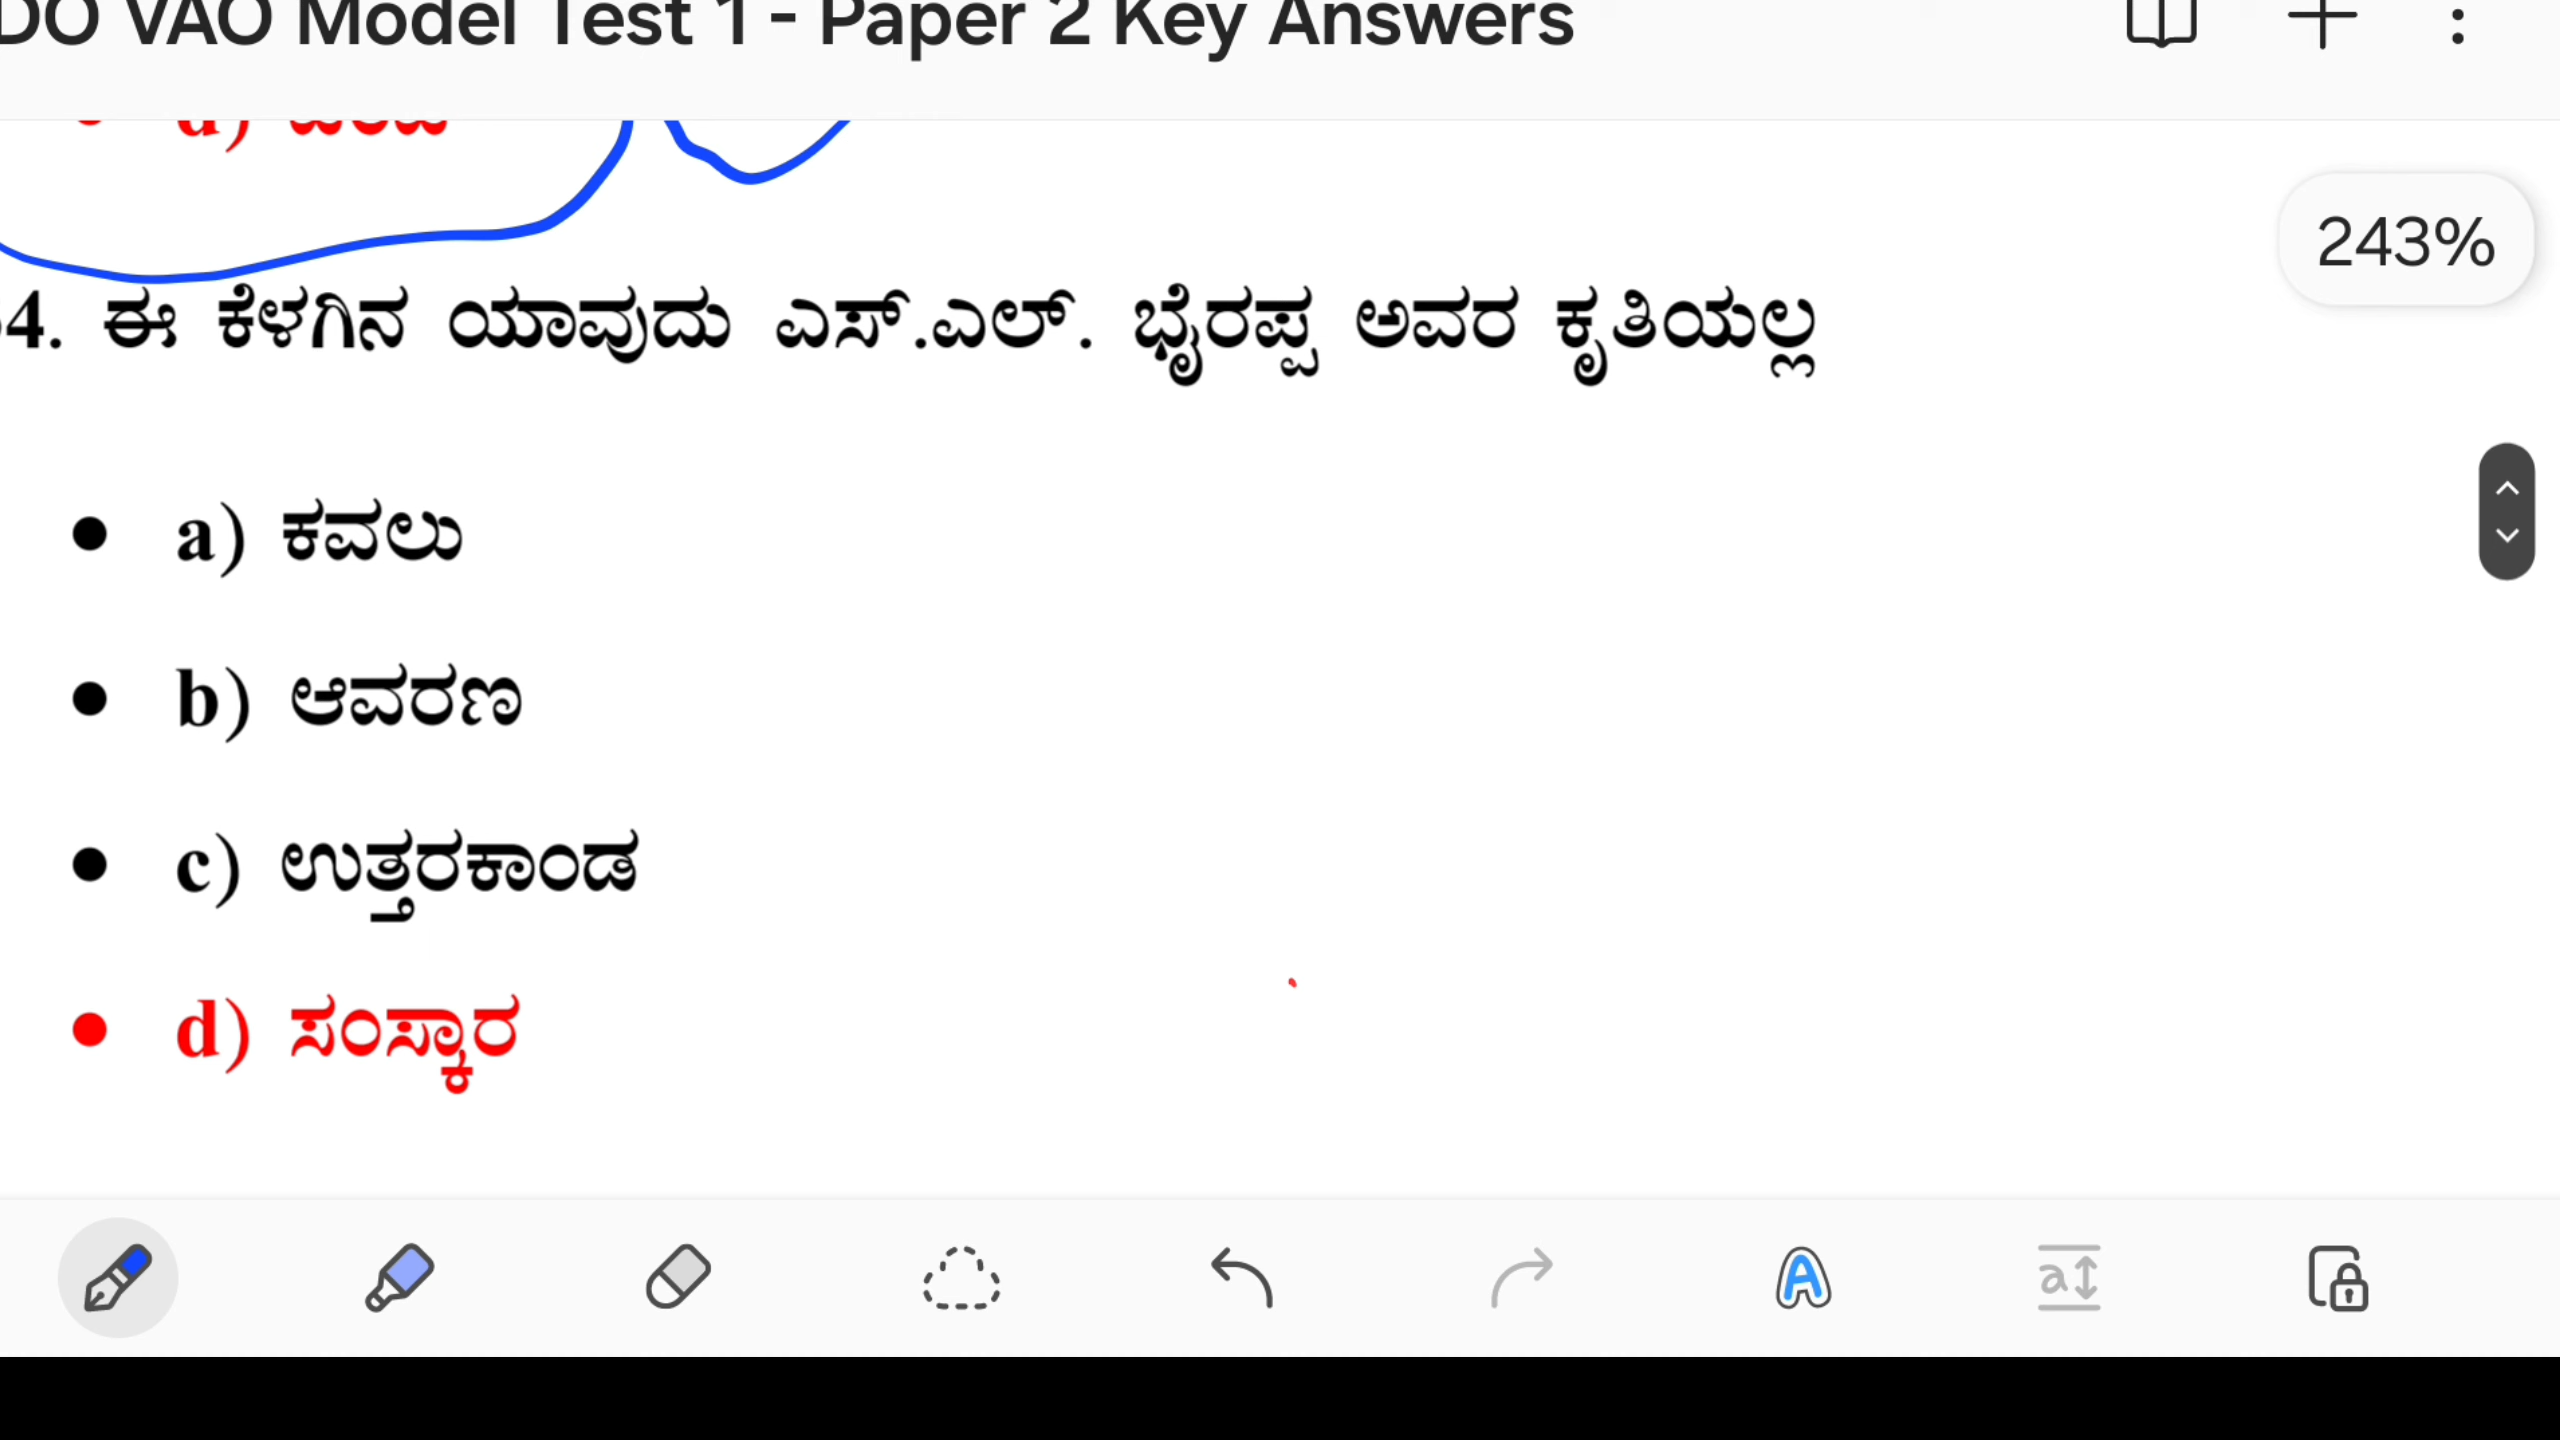 DO VAO Model Test 1 - Paper 2 Key Answers
243%
4. ಈ ಕೆಳಗಿನ ಯಾವುದು ಎಸ್.ಎಲ್. ಭೈರಪ್ಪ ಅವರ ಕೃತಿಯಲ್ಲ
• a) ಕವಲು
• b) ಆವರಣ
• c) ಉತ್ತರಕಾಂಡ
• d) ಸಂಸ್ಕಾರ